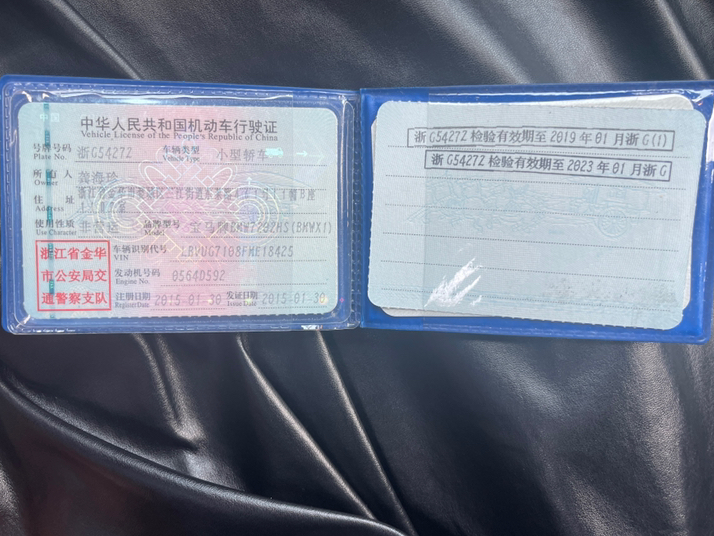 中国
中华人民共和国机动车行驶证
Vehicle License of the People's Republic of China
号牌号码 浙G5427Z 车辆类型 小型轿车
Plate No. Vehicle Type
所有人 龚海珍
Owner
住址
Address
使用性质 非营运 品牌型号 宝马牌
Use Character Model
浙江省金华 车辆识别代号
市公安局交 VIN
通警察支队 发动机号码 0564D592
Engine No.
注册日期 2015-01-30 发证日期 2015-01-30
Register Date Issue Date
浙G5427Z 检验有效期至2019年01月浙G(1)
浙G5427Z 检验有效期至2023年01月浙G